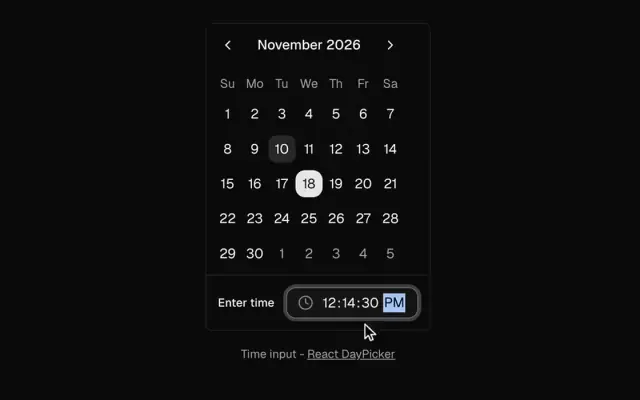 November 2026
Su Mo Tu We Th Fr Sa
1 2 3 4 5 6 7
8 9 10 11 12 13 14
15 16 17 18 19 20 21
22 23 24 25 26 27 28
29 30 1 2 3 4 5
Enter time 12:14:30 PM
Time input - React DayPicker